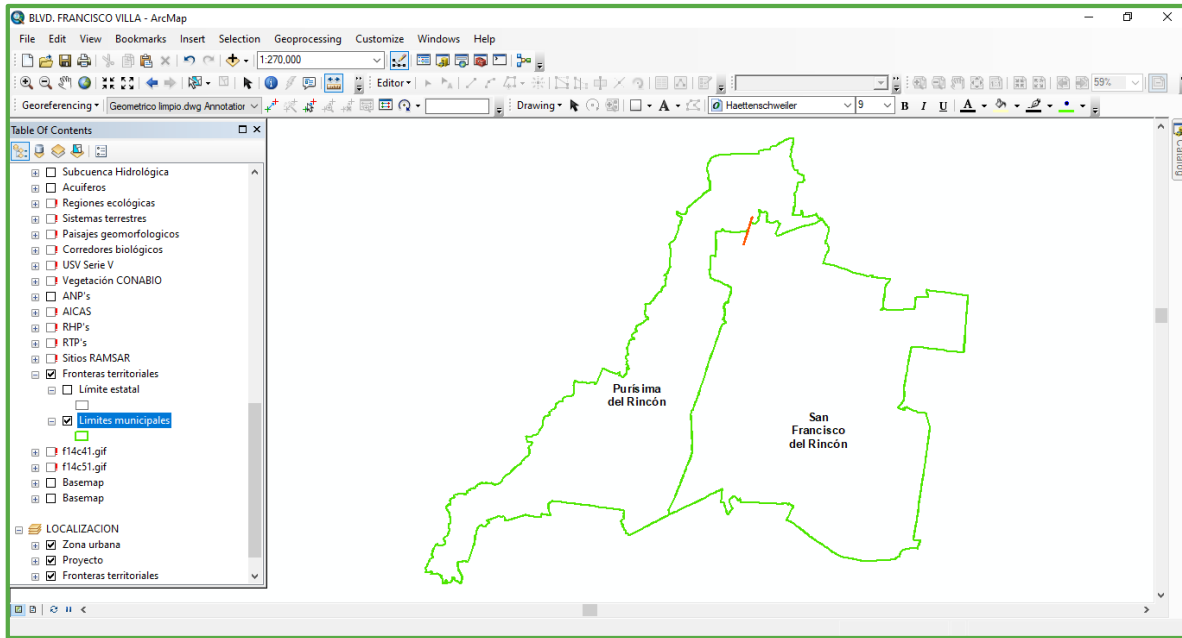 BLVD. FRANCISCO VILLA - ArcMap
File Edit View Bookmarks Insert Selection Geoprocessing Customize Windows Help
1:270,000
Editor 59%
Georeferencing Geometrico limpio.dwg Annotation Drawing A Haettenschweiler 9 B I U A
Table Of Contents
Catalog
Subcuenca Hidrológica
Acuiferos
Regiones ecológicas
Sistemas terrestres
Paisajes geomorfologicos
Corredores biológicos
USV Serie V
Vegetación CONABIO
ANP's
AICAS
RHP's
RTP's
Sitios RAMSAR
Fronteras territoriales
Límite estatal
Limites municipales
f14c41.gif
f14c51.gif
Basemap
Basemap
LOCALIZACION
Zona urbana
Proyecto
Fronteras territoriales
Purísima
del Rincón
San
Francisco
del Rincón